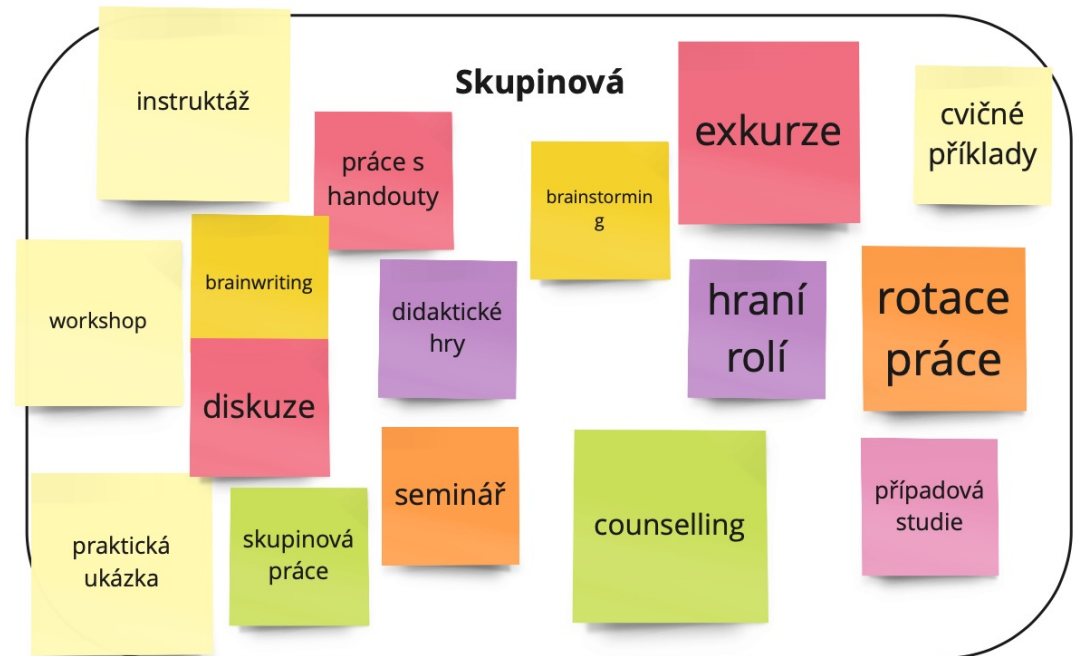 Skupinová
instruktáž
práce s
handouty
brainstormin
g
exkurze
cvičné
příklady
workshop
brainwriting
diskuze
didaktické
hry
hraní
rolí
rotace
práce
praktická
ukázka
skupinová
práce
seminář
counselling
případová
studie